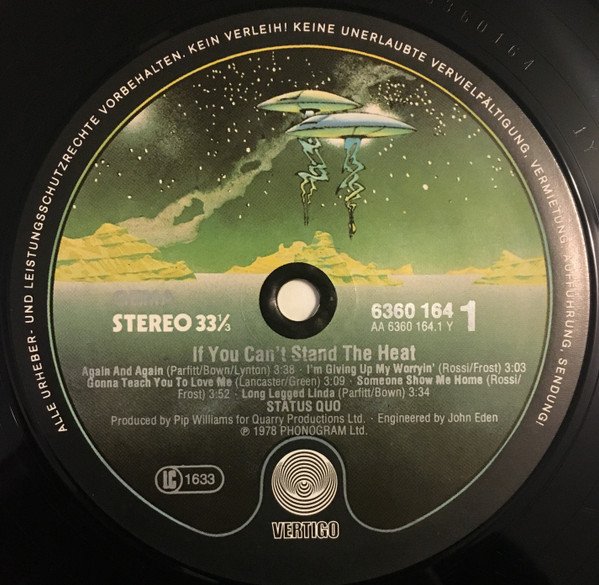 ALLE URHEBER- UND LEISTUNGSSCHUTZRECHTE VORBEHALTEN. KEIN VERLEIH! KEINE UNERLAUBTE VERVIELFÄLTIGUNG, VERMIETUNG, AUFFÜHRUNG, SENDUNG!
STEREO 33⅓
6360 164 1
AA 6360 164.1 Y
If You Can't Stand The Heat
Again And Again (Parfitt/Bown/Lynton) 3:38 · I'm Giving Up My Worryin' (Rossi/Frost) 3:03
Gonna Teach You To Love Me (Lancaster/Green) 3:09 · Someone Show Me Home (Rossi/
Frost) 3:52 · Long Legged Linda (Parfitt/Bown) 3:34
STATUS QUO
Produced by Pip Williams for Quarry Productions Ltd. · Engineered by John Eden
℗ 1978 PHONOGRAM Ltd.
LC 1633
VERTIGO